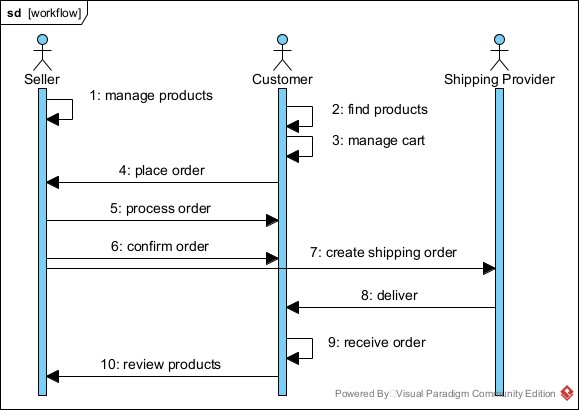 sd [workflow]
Seller
Customer
Shipping Provider
1: manage products
2: find products
3: manage cart
4: place order
5: process order
6: confirm order
7: create shipping order
8: deliver
9: receive order
10: review products
Powered By Visual Paradigm Community Edition